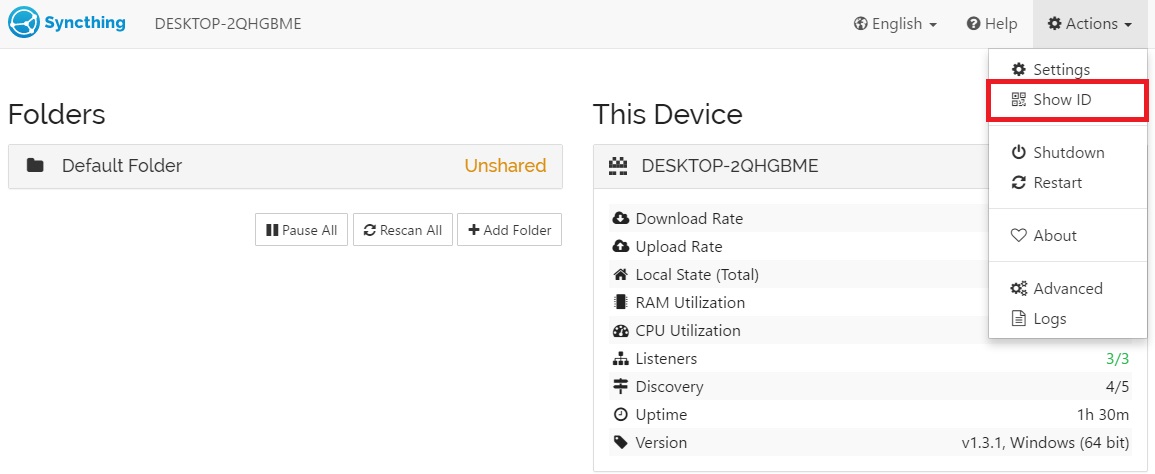 Syncthing DESKTOP-2QHGBME English Help Actions
Settings
Show ID
Shutdown
Restart
About
Advanced
Logs
Folders
Default Folder Unshared
Pause All Rescan All Add Folder
This Device
DESKTOP-2QHGBME
Download Rate
Upload Rate
Local State (Total)
RAM Utilization
CPU Utilization
Listeners 3/3
Discovery 4/5
Uptime 1h 30m
Version v1.3.1, Windows (64 bit)